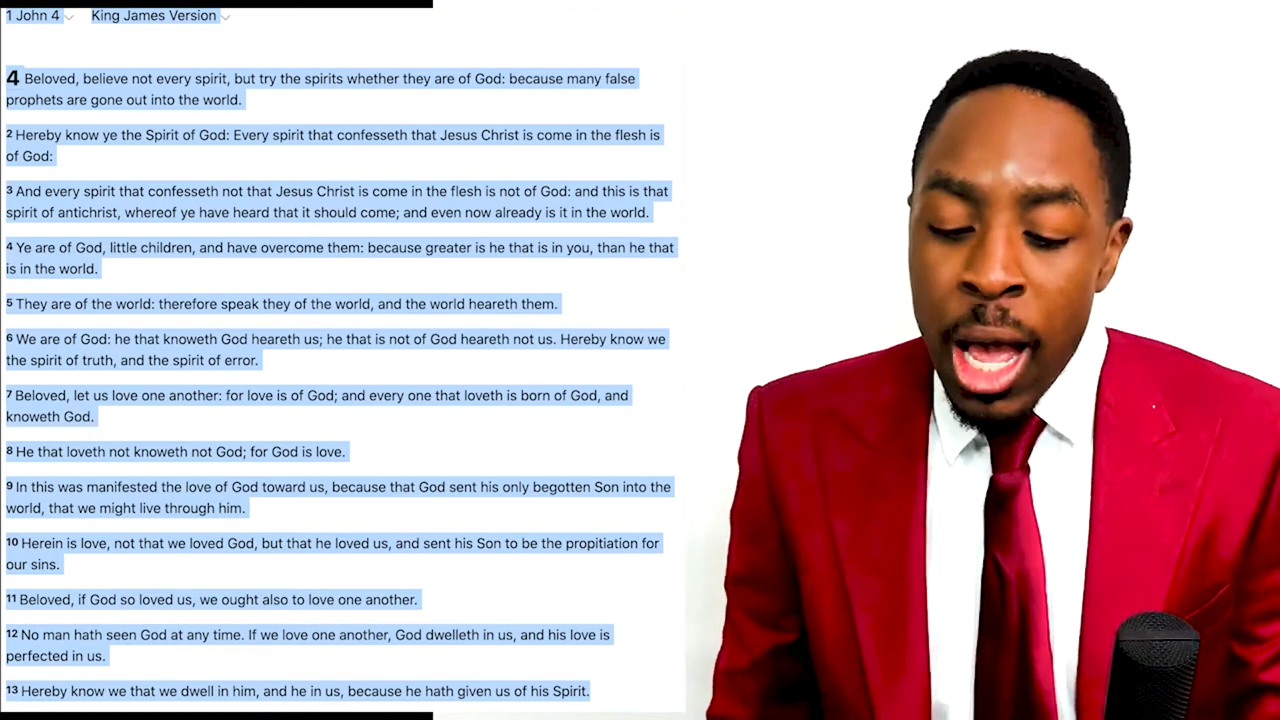 1 John 4 King James Version
4 Beloved, believe not every spirit, but try the spirits whether they are of God: because many false
prophets are gone out into the world.
2 Hereby know ye the Spirit of God: Every spirit that confesseth that Jesus Christ is come in the flesh is
of God:
3 And every spirit that confesseth not that Jesus Christ is come in the flesh is not of God: and this is that
spirit of antichrist, whereof ye have heard that it should come; and even now already is it in the world.
4 Ye are of God, little children, and have overcome them: because greater is he that is in you, than he that
is in the world.
5 They are of the world: therefore speak they of the world, and the world heareth them.
6 We are of God: he that knoweth God heareth us; he that is not of God heareth not us. Hereby know we
the spirit of truth, and the spirit of error.
7 Beloved, let us love one another: for love is of God; and every one that loveth is born of God, and
knoweth God.
8 He that loveth not knoweth not God; for God is love.
9 In this was manifested the love of God toward us, because that God sent his only begotten Son into the
world, that we might live through him.
10 Herein is love, not that we loved God, but that he loved us, and sent his Son to be the propitiation for
our sins.
11 Beloved, if God so loved us, we ought also to love one another.
12 No man hath seen God at any time. If we love one another, God dwelleth in us, and his love is
perfected in us.
13 Hereby know we that we dwell in him, and he in us, because he hath given us of his Spirit.